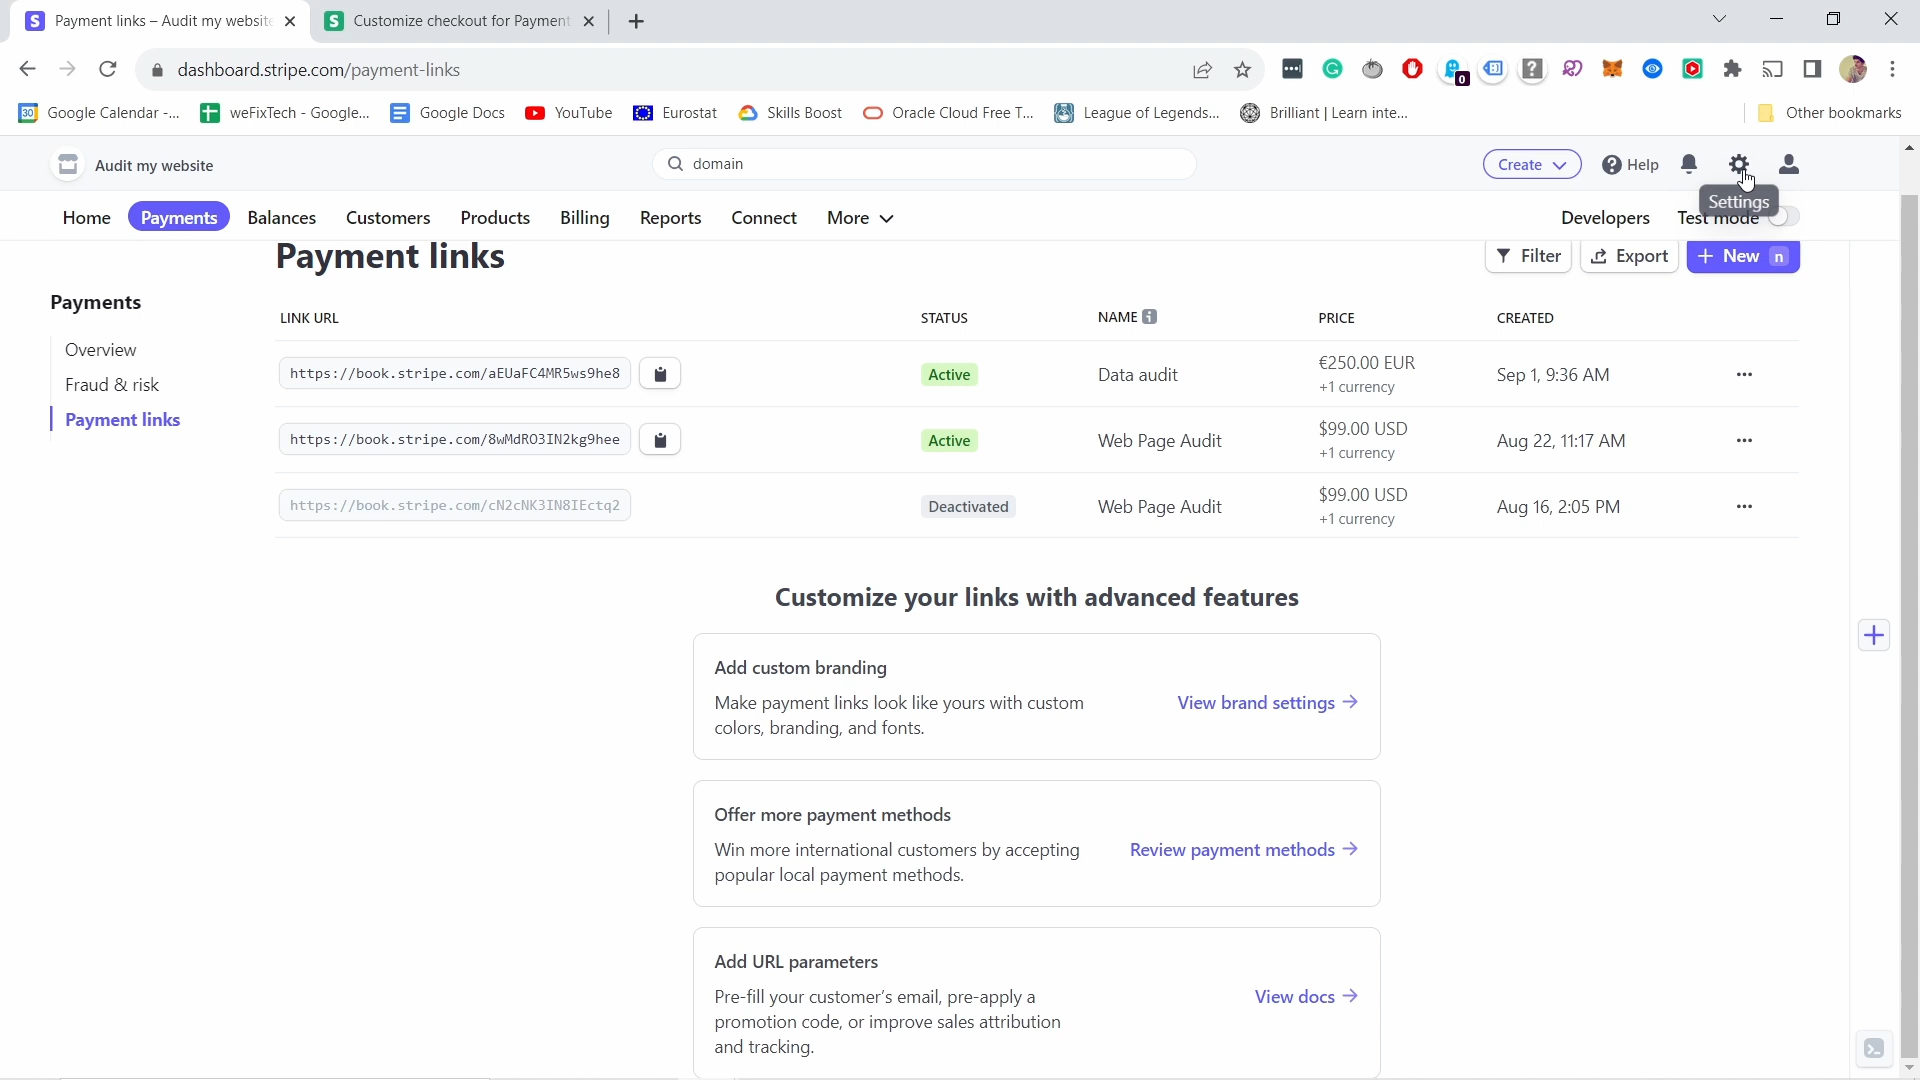 Payment links – Audit my website
Customize checkout for Payment
dashboard.stripe.com/payment-links
0
Google Calendar -...
weFixTech - Google...
Google Docs
YouTube
Eurostat
Skills Boost
Oracle Cloud Free T...
League of Legends...
Brilliant | Learn inte...
Other bookmarks
Audit my website
domain
Create
Help
Settings
Home
Payments
Balances
Customers
Products
Billing
Reports
Connect
More
Developers
Test mode
Payment links
Filter
Export
+ New n
Payments
Overview
Fraud & risk
Payment links
LINK URL
STATUS
NAME
PRICE
CREATED
https://book.stripe.com/aEUaFC4MR5ws9he8
Active
Data audit
€250.00 EUR
+1 currency
Sep 1, 9:36 AM
https://book.stripe.com/8wMdRO3IN2kg9hee
Active
Web Page Audit
$99.00 USD
+1 currency
Aug 22, 11:17 AM
https://book.stripe.com/cN2cNK3IN8IEctq2
Deactivated
Web Page Audit
$99.00 USD
+1 currency
Aug 16, 2:05 PM
Customize your links with advanced features
Add custom branding
Make payment links look like yours with custom
colors, branding, and fonts.
View brand settings
Offer more payment methods
Win more international customers by accepting
popular local payment methods.
Review payment methods
Add URL parameters
Pre-fill your customer's email, pre-apply a
promotion code, or improve sales attribution
and tracking.
View docs